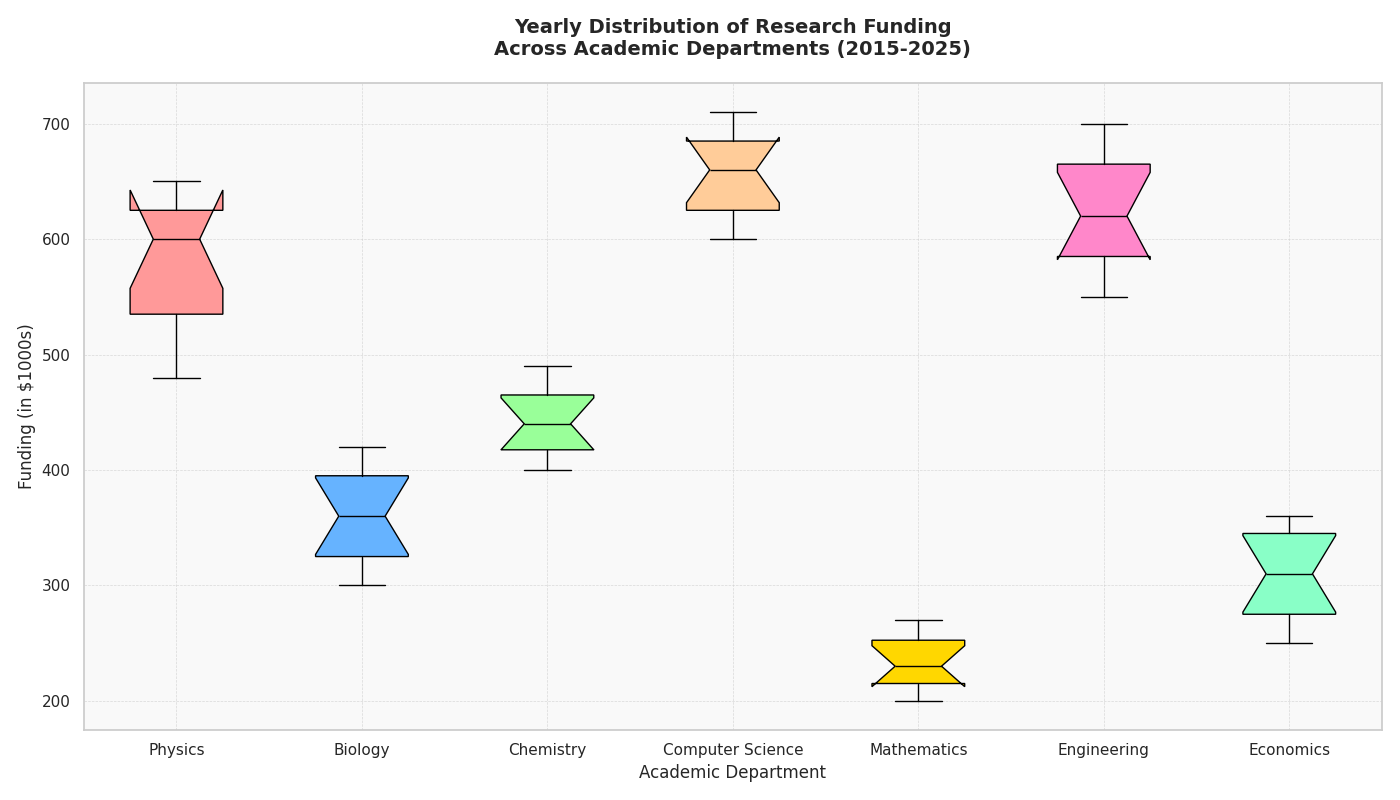 Yearly Distribution of Research Funding
Across Academic Departments (2015-2025)
700
600
500
400
300
200
Funding (in $1000s)
Physics
Biology
Chemistry
Computer Science
Mathematics
Engineering
Economics
Academic Department